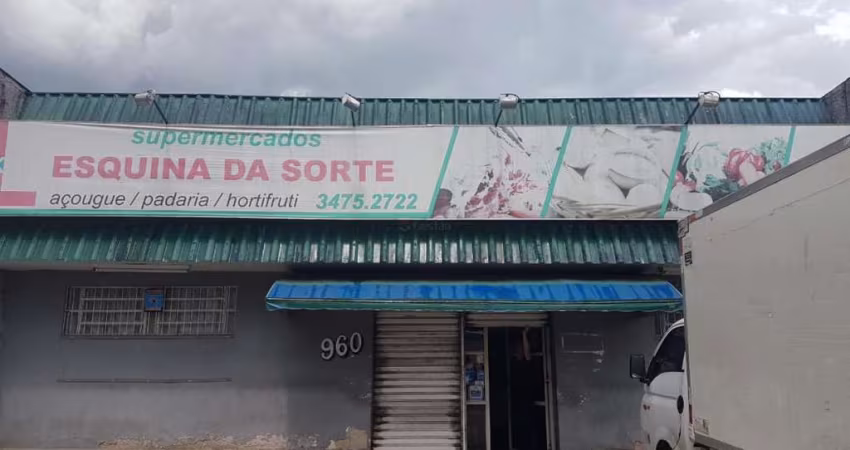 supermercados
ESQUINA DA SORTE
açougue / padaria / hortifruti 3475.2722
960